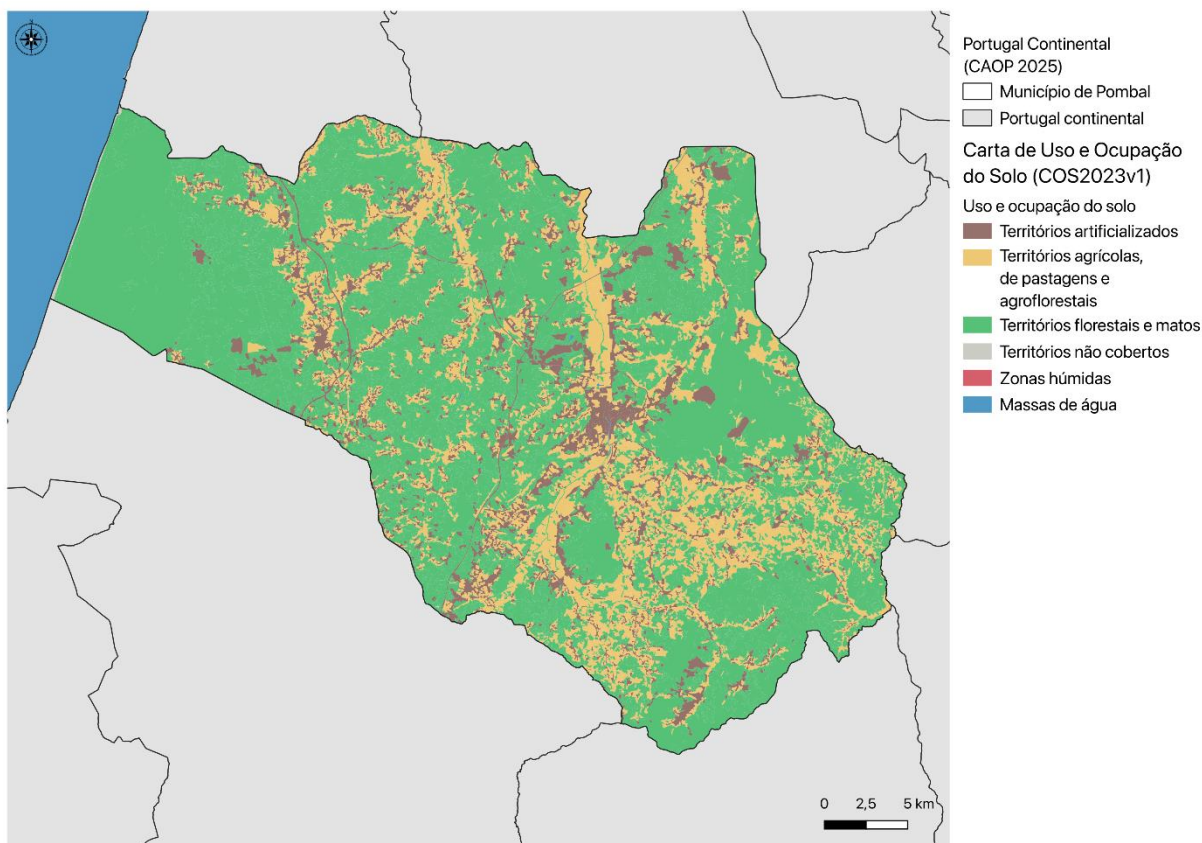 Portugal Continental
(CAOP 2025)
Município de Pombal
Portugal continental
Carta de Uso e Ocupação
do Solo (COS2023v1)
Uso e ocupação do solo
Territórios artificializados
Territórios agrícolas,
de pastagens e
agroflorestais
Territórios florestais e matos
Territórios não cobertos
Zonas húmidas
Massas de água
0 2,5 5 km